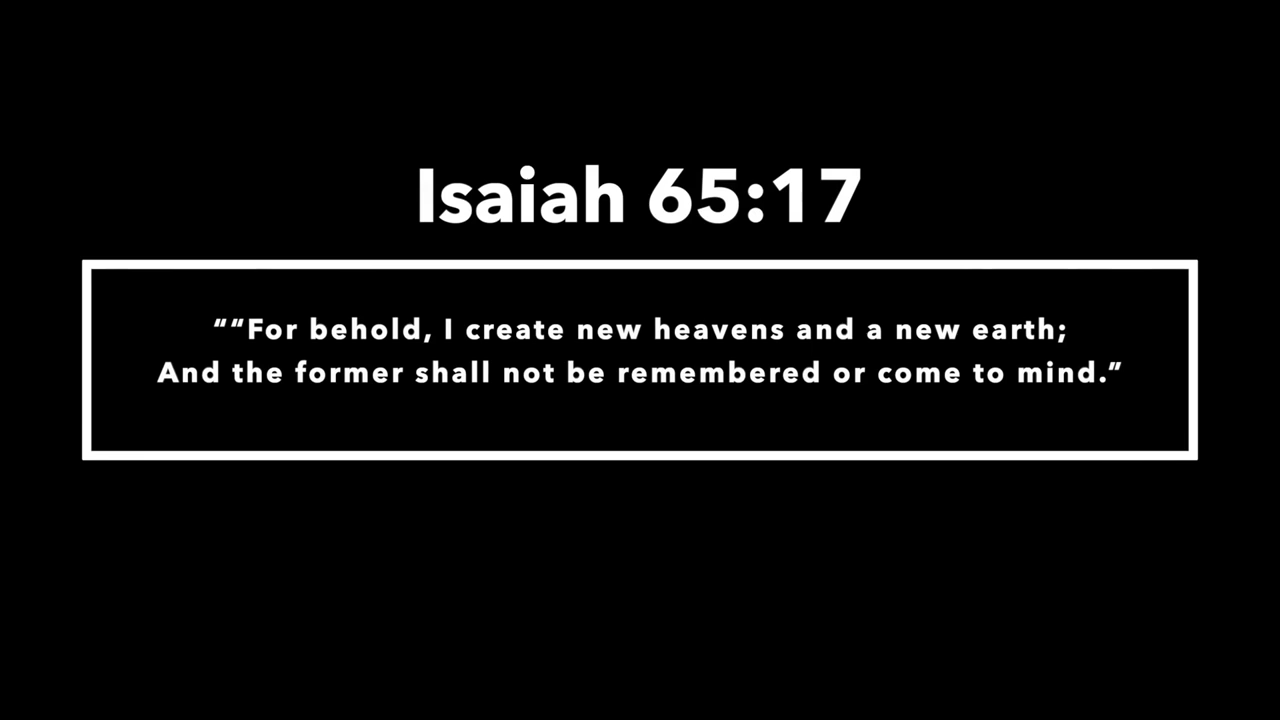 Isaiah 65:17
““For behold, I create new heavens and a new earth;
And the former shall not be remembered or come to mind.”